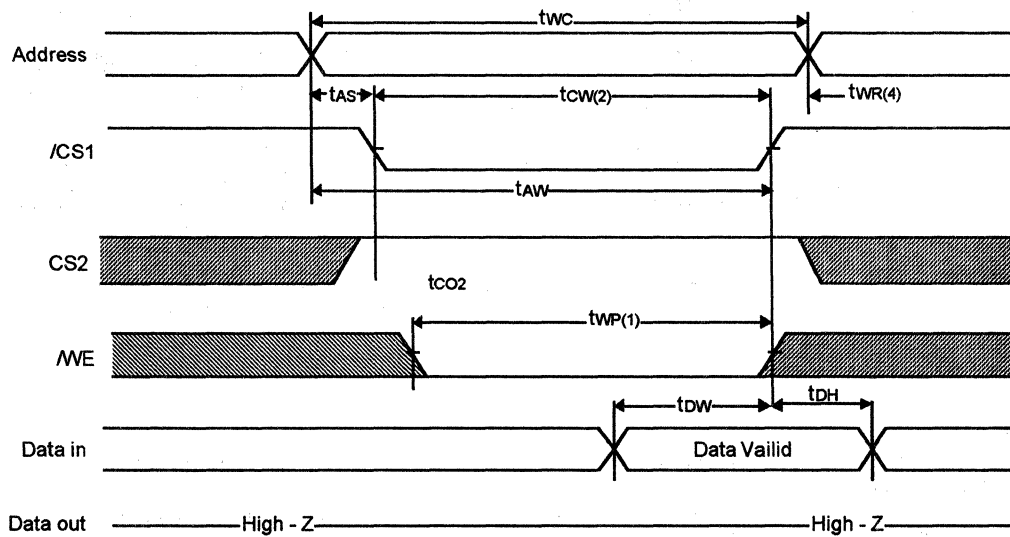 tWC
Address
tAS
tCW(2)
tWR(4)
/CS1
tAW
CS2
tCO2
tWP(1)
/WE
tDW
tDH
Data in
Data Vailid
Data out
High - Z
High - Z